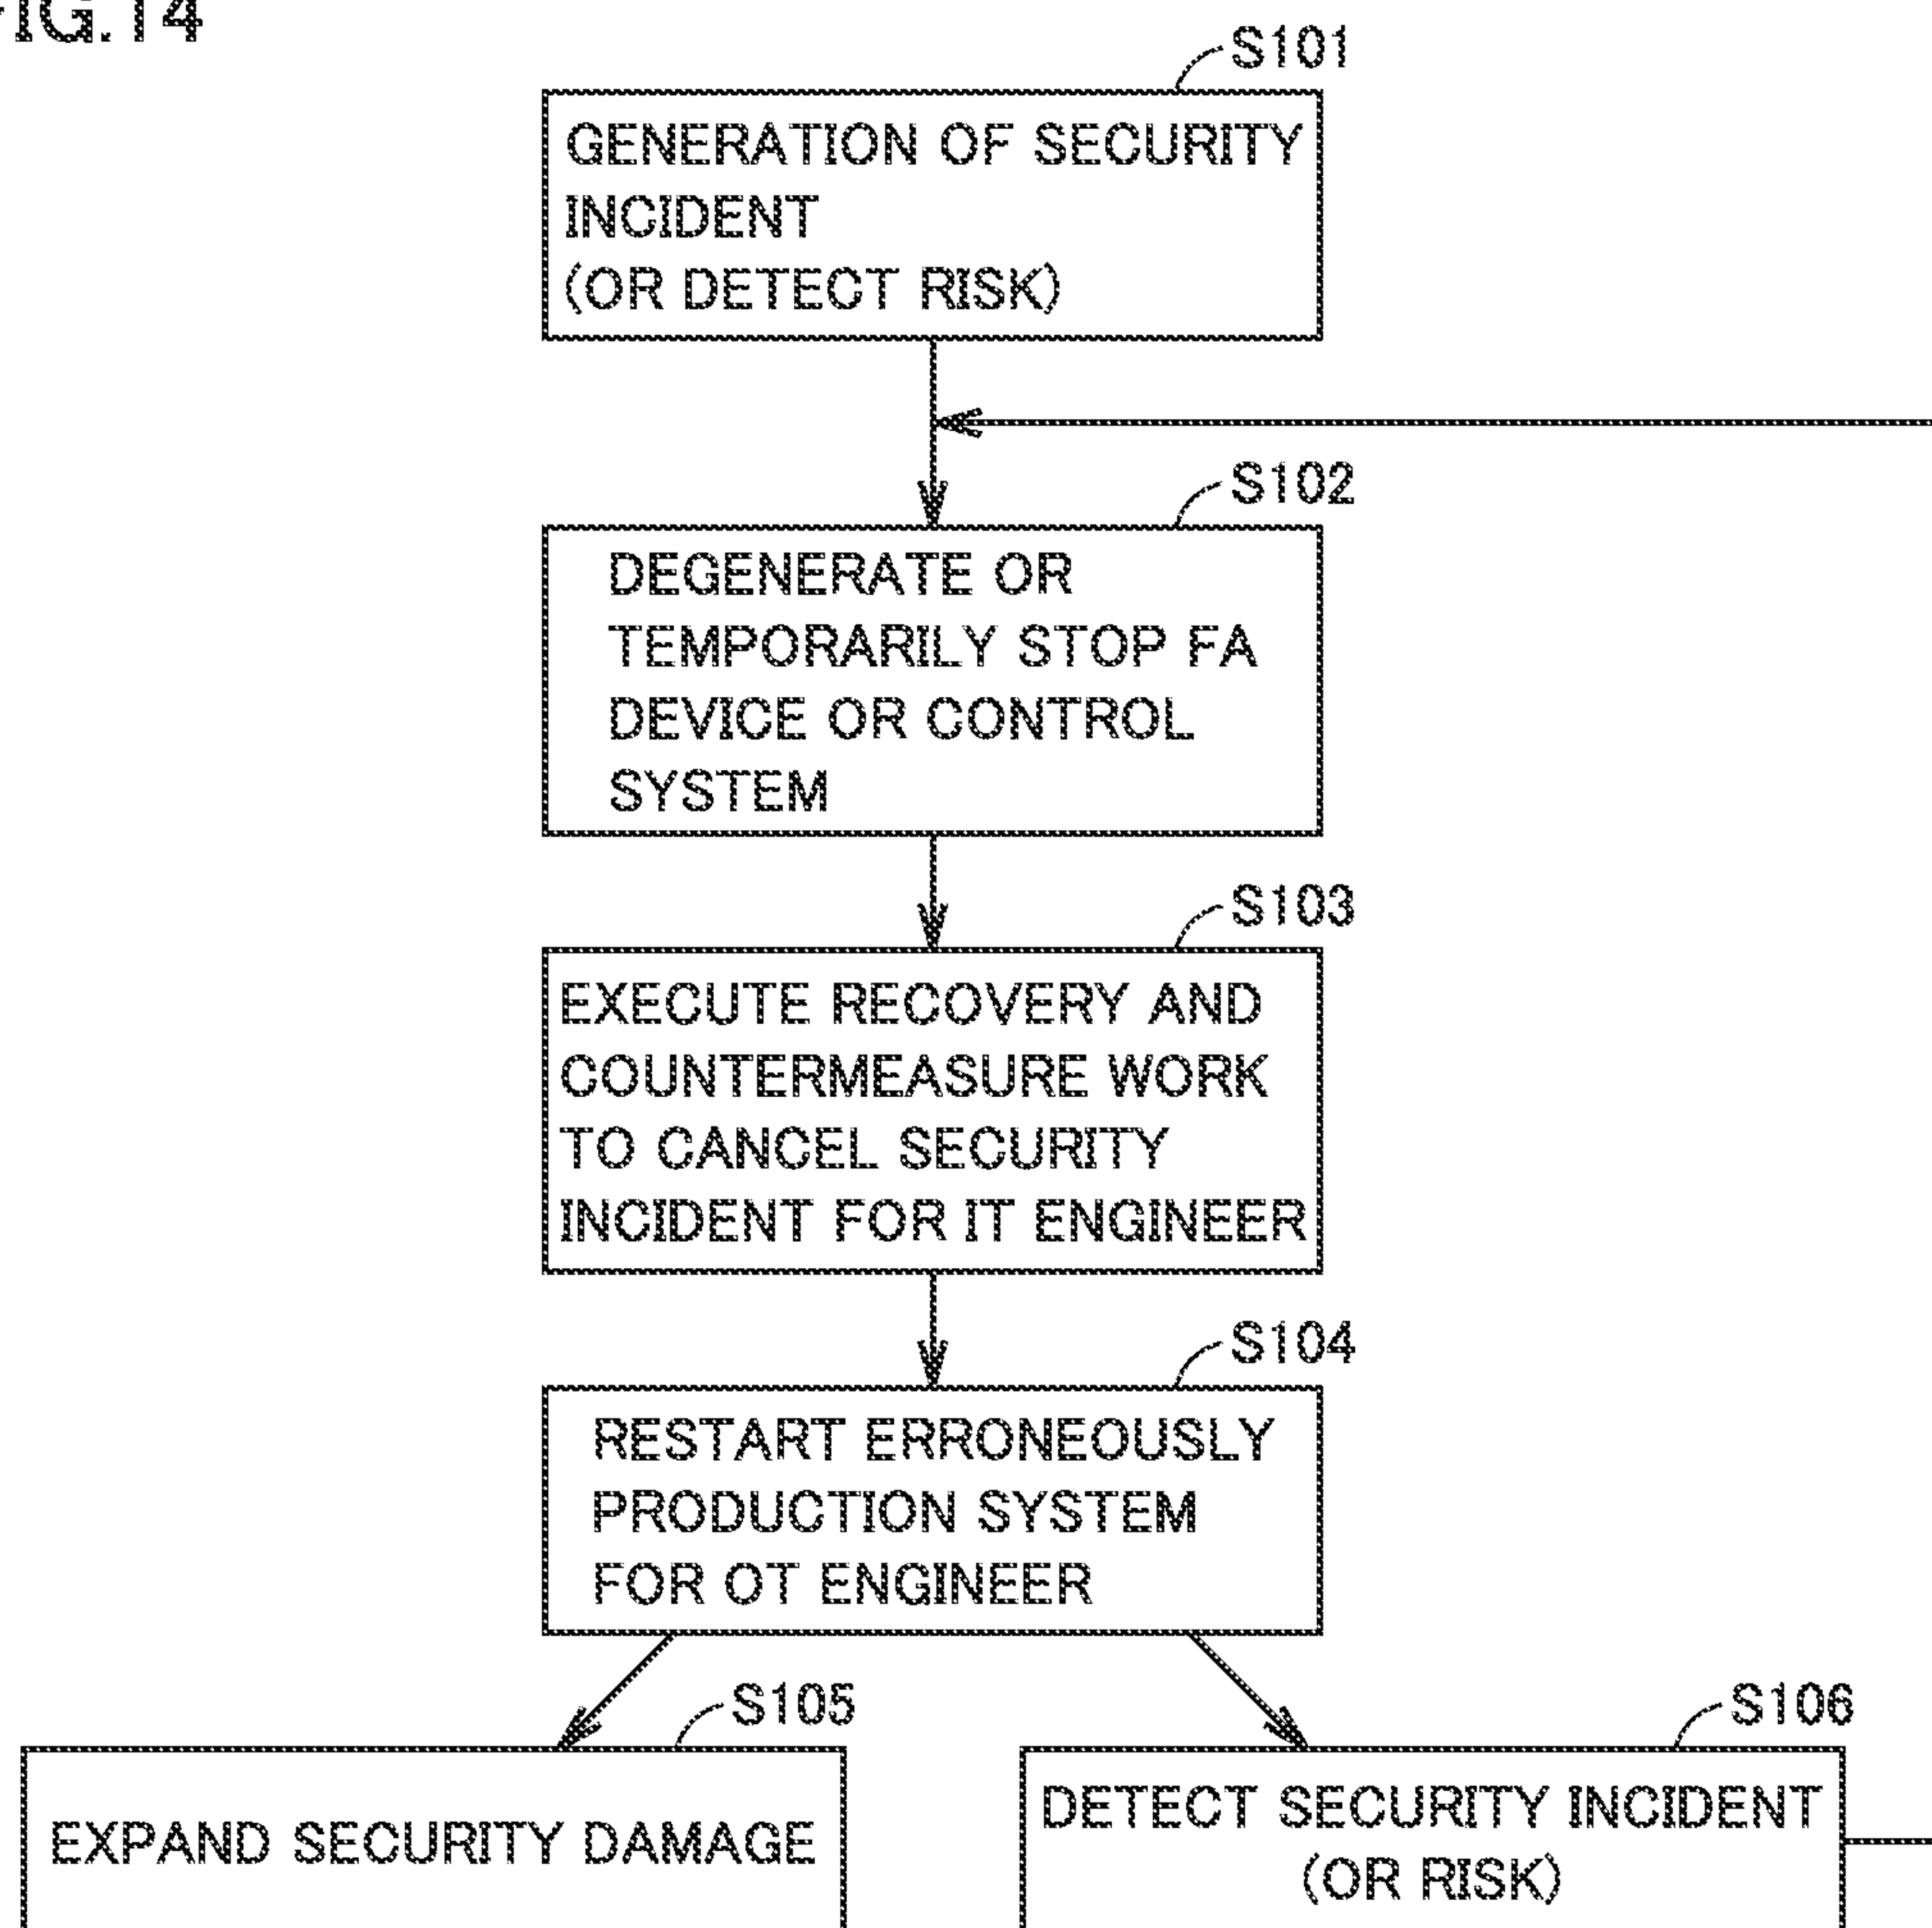 FIG.14
S101
GENERATION OF SECURITY
INCIDENT
(OR DETECT RISK)
S102
DEGENERATE OR
TEMPORARILY STOP FA
DEVICE OR CONTROL
SYSTEM
S103
EXECUTE RECOVERY AND
COUNTERMEASURE WORK
TO CANCEL SECURITY
INCIDENT FOR IT ENGINEER
S104
RESTART ERRONEOUSLY
PRODUCTION SYSTEM
FOR OT ENGINEER
S105
EXPAND SECURITY DAMAGE
S106
DETECT SECURITY INCIDENT
(OR RISK)